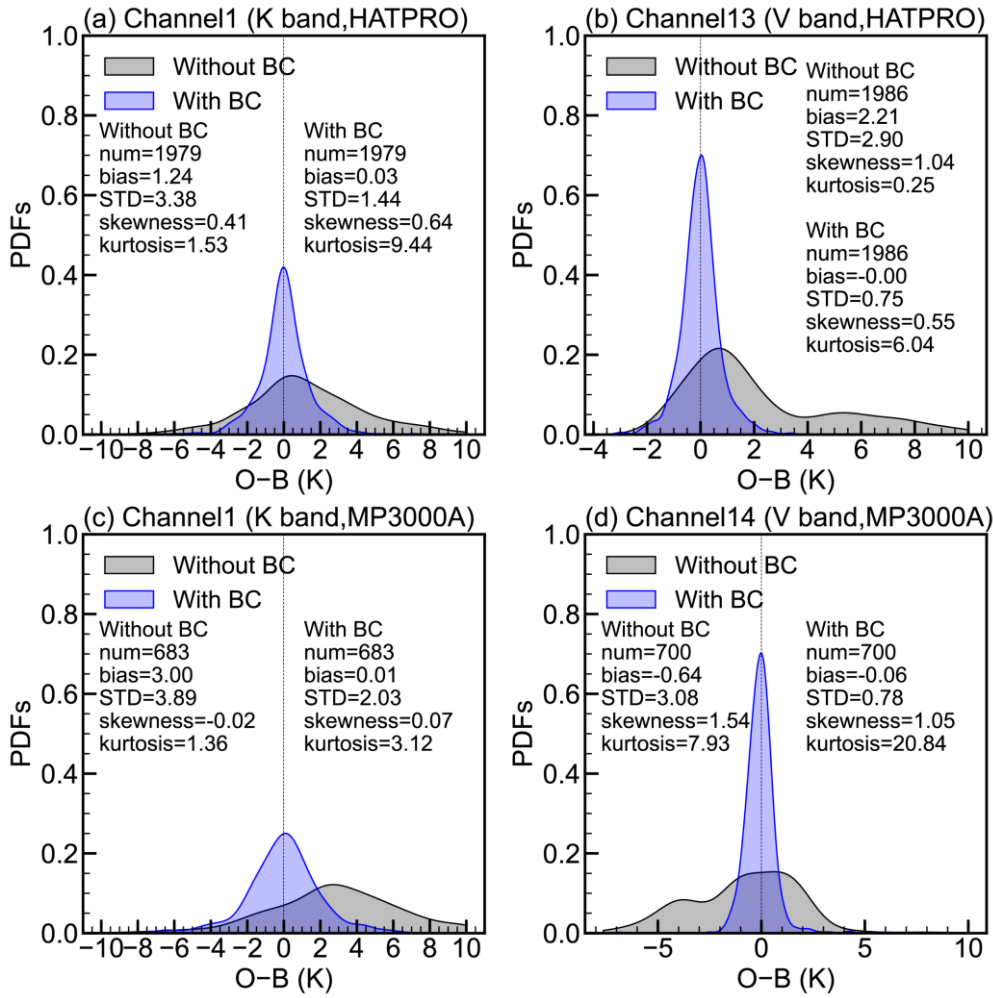 (a) Channel1 (K band,HATPRO)
1.0
0.8
0.6
0.4
0.2
0.0
PDFs
Without BC
With BC
Without BC
num=1979
bias=1.24
STD=3.38
skewness=0.41
kurtosis=1.53
With BC
num=1979
bias=0.03
STD=1.44
skewness=0.64
kurtosis=9.44
−10 −8 −6 −4 −2 0 2 4 6 8 10
O−B (K)
(b) Channel13 (V band,HATPRO)
1.0
0.8
0.6
0.4
0.2
0.0
PDFs
Without BC
With BC
Without BC
num=1986
bias=2.21
STD=2.90
skewness=1.04
kurtosis=0.25
With BC
num=1986
bias=-0.00
STD=0.75
skewness=0.55
kurtosis=6.04
−4 −2 0 2 4 6 8 10
O−B (K)
(c) Channel1 (K band,MP3000A)
1.0
0.8
0.6
0.4
0.2
0.0
PDFs
Without BC
With BC
Without BC
num=683
bias=3.00
STD=3.89
skewness=-0.02
kurtosis=1.36
With BC
num=683
bias=0.01
STD=2.03
skewness=0.07
kurtosis=3.12
−10 −8 −6 −4 −2 0 2 4 6 8 10
O−B (K)
(d) Channel14 (V band,MP3000A)
1.0
0.8
0.6
0.4
0.2
0.0
PDFs
Without BC
With BC
Without BC
num=700
bias=-0.64
STD=3.08
skewness=1.54
kurtosis=7.93
With BC
num=700
bias=-0.06
STD=0.78
skewness=1.05
kurtosis=20.84
−5 0 5 10
O−B (K)